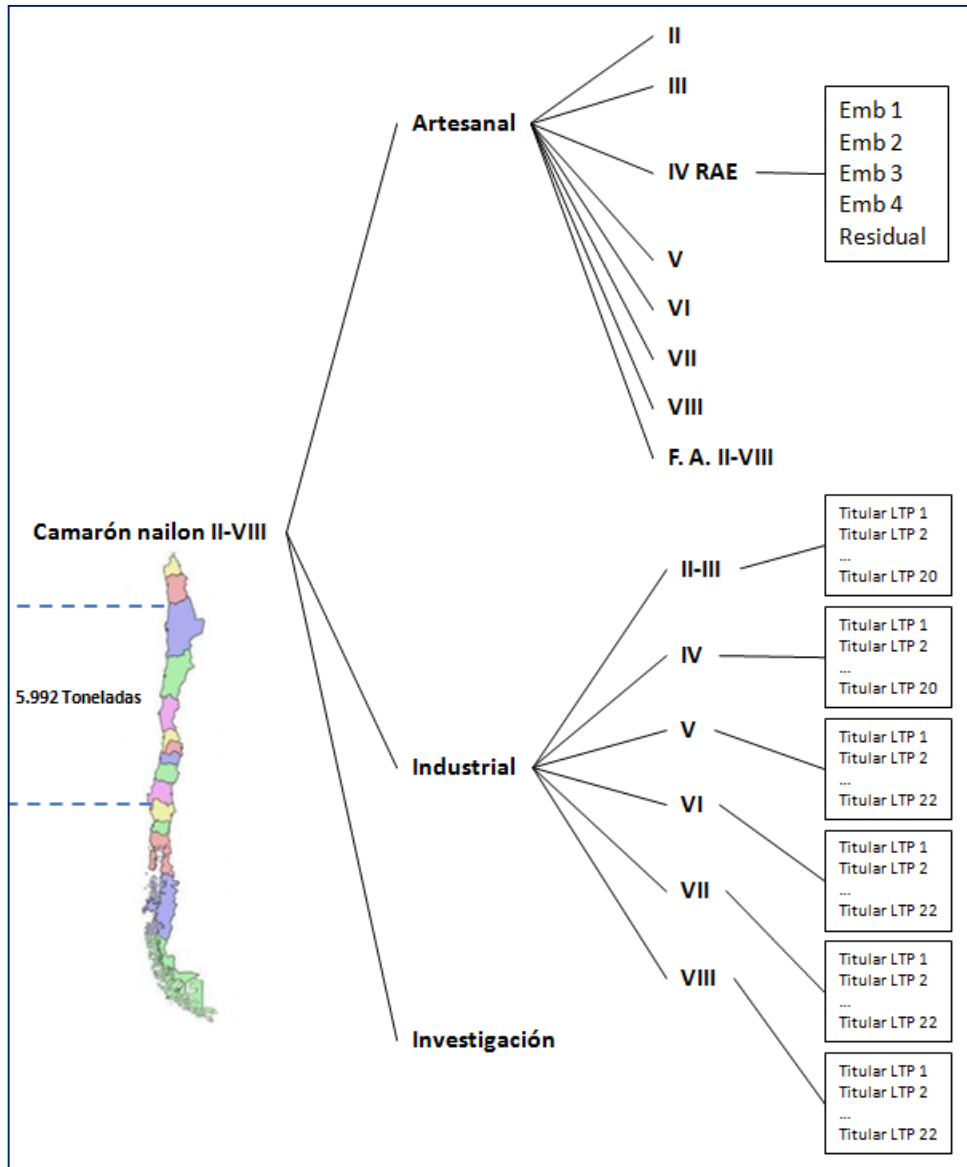 Camarón nailon II-VIII
5.992 Toneladas
Artesanal
II
III
IV RAE
Emb 1
Emb 2
Emb 3
Emb 4
Residual
V
VI
VII
VIII
F. A. II-VIII
Industrial
II-III
Titular LTP 1
Titular LTP 2
...
Titular LTP 20
IV
Titular LTP 1
Titular LTP 2
...
Titular LTP 20
V
Titular LTP 1
Titular LTP 2
...
Titular LTP 22
VI
Titular LTP 1
Titular LTP 2
...
Titular LTP 22
VII
Titular LTP 1
Titular LTP 2
...
Titular LTP 22
VIII
Titular LTP 1
Titular LTP 2
...
Titular LTP 22
Investigación